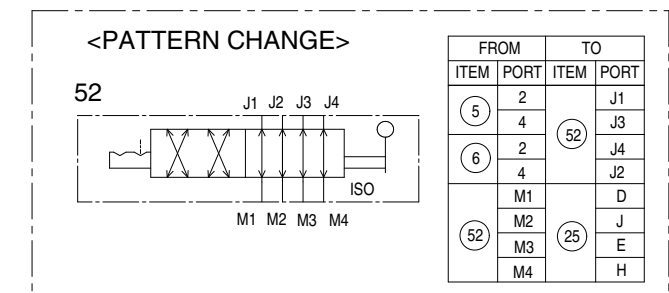 <PATTERN CHANGE>
52
J1 J2 J3 J4
ISO
M1 M2 M3 M4
FROM TO
ITEM PORT ITEM PORT
5 2 52 J1
4 J3
6 2 J4
4 J2
52 M1 25 D
M2 J
M3 E
M4 H